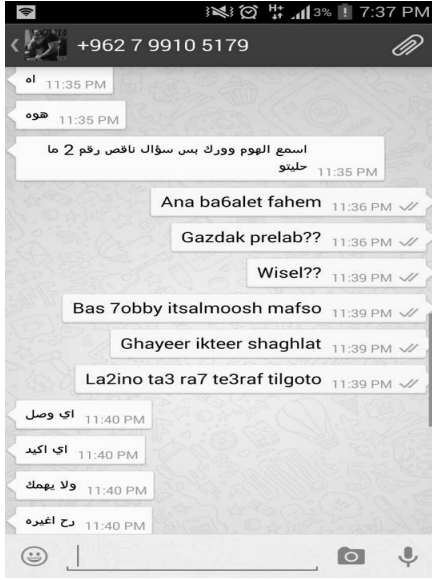 3% 7:37 PM
+962 7 9910 5179
اه 11:35 PM
هوه 11:35 PM
اسمع الهوم وورك بس سؤال ناقص رقم 2 ما
حليتو 11:35 PM
Ana ba6alet fahem 11:36 PM
Gazdak prelab?? 11:36 PM
Wisel?? 11:39 PM
Bas 7obby itsalmoosh mafso 11:39 PM
Ghayeer ikteer shaghlat 11:39 PM
La2ino ta3 ra7 te3raf tilgoto 11:39 PM
اي وصل 11:40 PM
اي اكيد 11:40 PM
ولا يهمك 11:40 PM
رح اغيره 11:40 PM